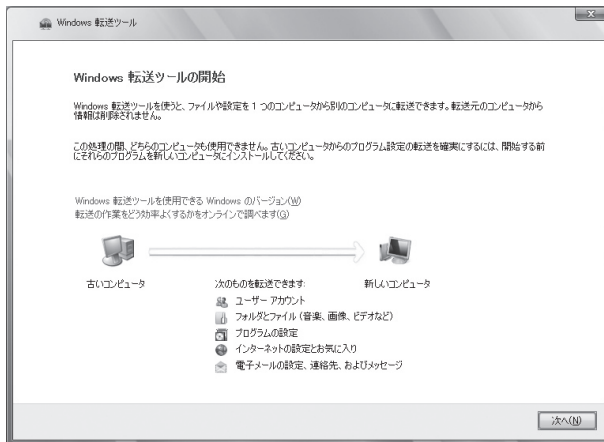 Windows 転送ツール
Windows 転送ツールの開始
Windows 転送ツールを使うと、ファイルや設定を 1 つのコンピュータから別のコンピュータに転送できます。転送元のコンピュータから
情報は削除されません。
この処理の間、どちらのコンピュータも使用できません。古いコンピュータからのプログラム設定の転送を確実にするには、開始する前
にそれらのプログラムを新しいコンピュータにインストールしてください。
Windows 転送ツールを使用できる Windows のバージョン(W)
転送の作業をどう効率よくするかをオンラインで調べます(G)
古いコンピュータ
次のものを転送できます:
新しいコンピュータ
ユーザー アカウント
フォルダとファイル (音楽、画像、ビデオなど)
プログラムの設定
インターネットの設定とお気に入り
電子メールの設定、連絡先、およびメッセージ
次へ(N)